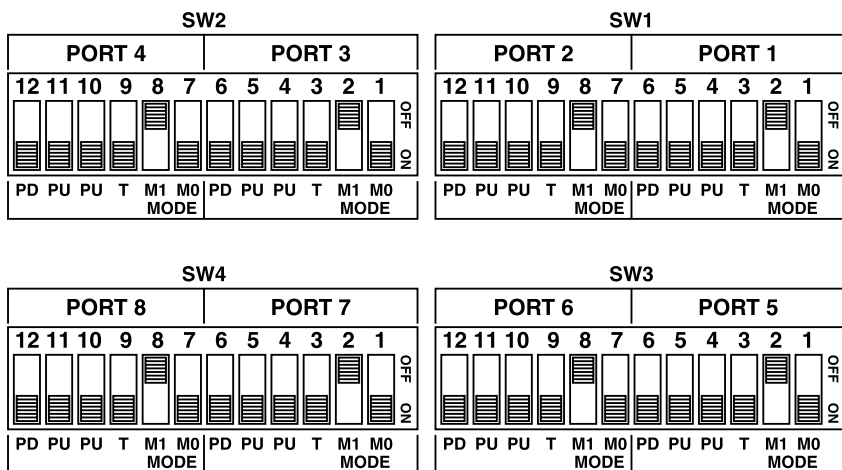 SW2
PORT 4 PORT 3
12 11 10 9 8 7 6 5 4 3 2 1
OFF
ON
PD PU PU T M1 M0 PD PU PU T M1 M0
MODE MODE
SW1
PORT 2 PORT 1
12 11 10 9 8 7 6 5 4 3 2 1
OFF
ON
PD PU PU T M1 M0 PD PU PU T M1 M0
MODE MODE
SW4
PORT 8 PORT 7
12 11 10 9 8 7 6 5 4 3 2 1
OFF
ON
PD PU PU T M1 M0 PD PU PU T M1 M0
MODE MODE
SW3
PORT 6 PORT 5
12 11 10 9 8 7 6 5 4 3 2 1
OFF
ON
PD PU PU T M1 M0 PD PU PU T M1 M0
MODE MODE